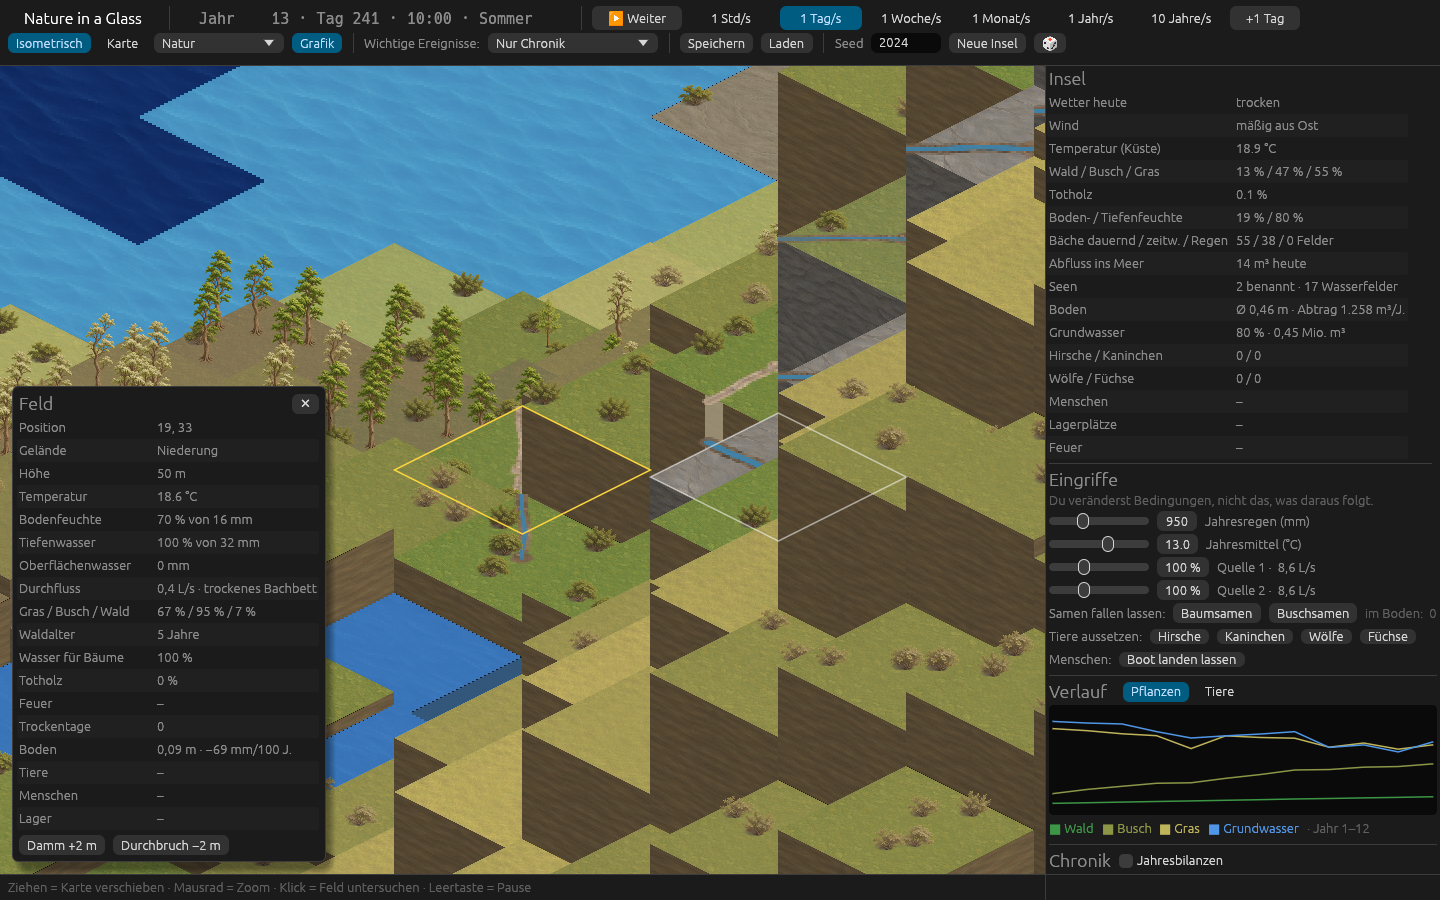 Nature in a Glass
Jahr 13 · Tag 241 · 10:00 · Sommer
Weiter
1 Std/s
1 Tag/s
1 Woche/s
1 Monat/s
1 Jahr/s
10 Jahre/s
+1 Tag
Isometrisch
Karte
Natur
Grafik
Wichtige Ereignisse:
Nur Chronik
Speichern
Laden
Seed
2024
Neue Insel
Insel
Wetter heute trocken
Wind mäßig aus Ost
Temperatur (Küste) 18.9 °C
Wald / Busch / Gras 13 % / 47 % / 55 %
Totholz 0.1 %
Boden- / Tiefenfeuchte 19 % / 80 %
Bäche dauernd / zeitw. / Regen 55 / 38 / 0 Felder
Abfluss ins Meer 14 m³ heute
Seen 2 benannt · 17 Wasserfelder
Boden Ø 0,46 m · Abtrag 1.258 m³/J.
Grundwasser 80 % · 0,45 Mio. m³
Hirsche / Kaninchen 0 / 0
Wölfe / Füchse 0 / 0
Menschen –
Lagerplätze –
Feuer –
Eingriffe
Du veränderst Bedingungen, nicht das, was daraus folgt.
950 Jahresregen (mm)
13.0 Jahresmittel (°C)
100 % Quelle 1 · 8,6 L/s
100 % Quelle 2 · 8,6 L/s
Samen fallen lassen: Baumsamen Buschsamen im Boden: 0
Tiere aussetzen: Hirsche Kaninchen Wölfe Füchse
Menschen: Boot landen lassen
Verlauf Pflanzen Tiere
Wald Busch Gras Grundwasser · Jahr 1–12
Chronik Jahresbilanzen
Feld ✕
Position 19, 33
Gelände Niederung
Höhe 50 m
Temperatur 18.6 °C
Bodenfeuchte 70 % von 16 mm
Tiefenwasser 100 % von 32 mm
Oberflächenwasser 0 mm
Durchfluss 0,4 L/s · trockenes Bachbett
Gras / Busch / Wald 67 % / 95 % / 7 %
Waldalter 5 Jahre
Wasser für Bäume 100 %
Totholz 0 %
Feuer –
Trockentage 0
Boden 0,09 m · −69 mm/100 J.
Tiere –
Menschen –
Lager –
Damm +2 m Durchbruch −2 m
Ziehen = Karte verschieben · Mausrad = Zoom · Klick = Feld untersuchen · Leertaste = Pause